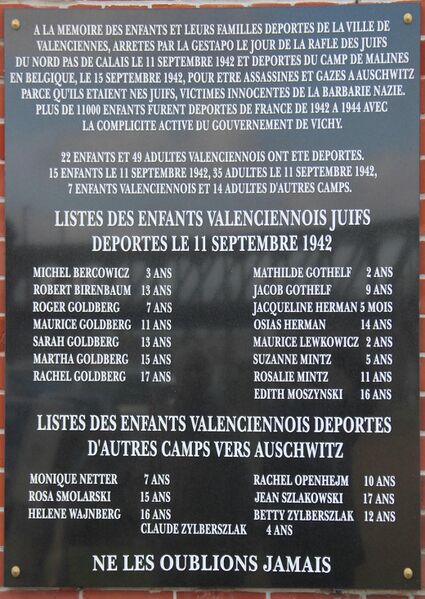 A LA MEMOIRE DES ENFANTS ET LEURS FAMILLES DEPORTES DE LA VILLE DE
VALENCIENNES, ARRETES PAR LA GESTAPO LE JOUR DE LA RAFLE DES JUIFS
DU NORD PAS DE CALAIS LE 11 SEPTEMBRE 1942 ET DEPORTES DU CAMP DE MALINES
EN BELGIQUE, LE 15 SEPTEMBRE 1942, POUR ETRE ASSASSINES ET GAZES A AUSCHWITZ
PARCE QU'ILS ETAIENT NES JUIFS, VICTIMES INNOCENTES DE LA BARBARIE NAZIE.
PLUS DE 11000 ENFANTS FURENT DEPORTES DE FRANCE DE 1942 A 1944 AVEC
LA COMPLICITE ACTIVE DU GOUVERNEMENT DE VICHY.
22 ENFANTS ET 49 ADULTES VALENCIENNOIS ONT ETE DEPORTES.
15 ENFANTS LE 11 SEPTEMBRE 1942, 35 ADULTES LE 11 SEPTEMBRE 1942,
7 ENFANTS VALENCIENNOIS ET 14 ADULTES D'AUTRES CAMPS.
LISTES DES ENFANTS VALENCIENNOIS JUIFS
DEPORTES LE 11 SEPTEMBRE 1942
MICHEL BERCOWICZ 3 ANS
ROBERT BIRENBAUM 13 ANS
ROGER GOLDBERG 7 ANS
MAURICE GOLDBERG 11 ANS
SARAH GOLDBERG 13 ANS
MARTHA GOLDBERG 15 ANS
RACHEL GOLDBERG 17 ANS
MATHILDE GOTHELF 2 ANS
JACOB GOTHELF 9 ANS
JACQUELINE HERMAN 5 MOIS
OSIAS HERMAN 14 ANS
MAURICE LEWKOWICZ 2 ANS
SUZANNE MINTZ 5 ANS
ROSALIE MINTZ 11 ANS
EDITH MOSZYNSKI 16 ANS
LISTES DES ENFANTS VALENCIENNOIS DEPORTES
D'AUTRES CAMPS VERS AUSCHWITZ
MONIQUE NETTER 7 ANS
ROSA SMOLARSKI 15 ANS
HELENE WAJNBERG 16 ANS
RACHEL OPENHEJM 10 ANS
JEAN SZLAKOWSKI 17 ANS
BETTY ZYLBERSZLAK 12 ANS
CLAUDE ZYLBERSZLAK 4 ANS
NE LES OUBLIONS JAMAIS